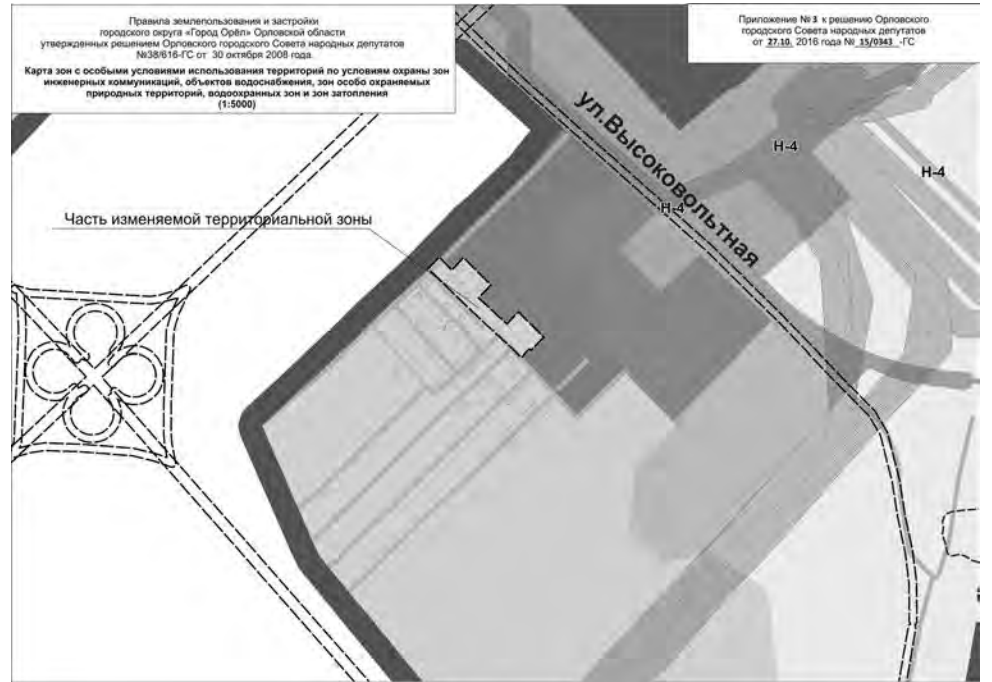 Правила землепользования и застройки
городского округа «Город Орёл» Орловской области
утвержденных решением Орловского городского Совета народных депутатов
№38/616-ГС от 30 октября 2008 года.
Карта зон с особыми условиями использования территорий по условиям охраны зон
инженерных коммуникаций, объектов водоснабжения, зон особо охраняемых
природных территорий, водоохранных зон и зон затопления
(1:5000)
Приложение № 3 к решению Орловского
городского Совета народных депутатов
от 27.10. 2016 года № 15/0343 -ГС
ул.Высоковольтная
Н-4
Н-4
Н-4
Часть изменяемой территориальной зоны